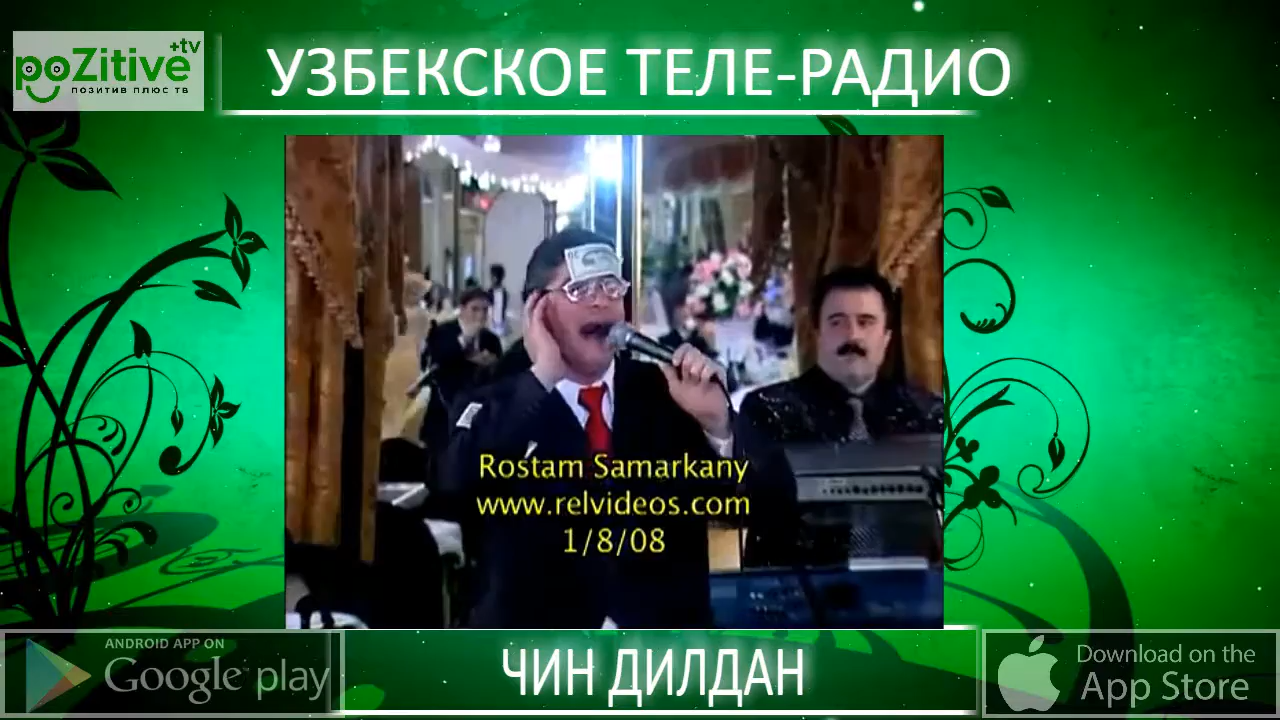 +tv
poZitive
ПОЗИТИВ ПЛЮС ТВ
УЗБЕКСКОЕ ТЕЛЕ-РАДИО
Rostam Samarkany
www.relvideos.com
1/8/08
ANDROID APP ON
Google play
ЧИН ДИЛДАН
Download on the
App Store